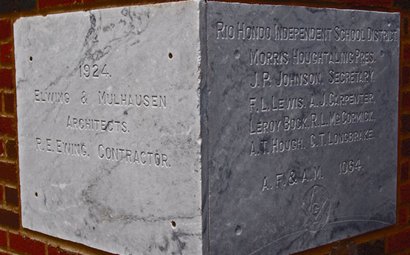 1924.
Elwing & Mulhausen
Architects.
R. E. Ewing, Contractor.
Rio Hondo Independent School District
Morris Houghtaling Pres.
J. P. Johnson, Secretary.
F. L. Lewis, A. J. Carpenter,
Leroy Bock, R. L. McCormick,
A. T. Hough, C. T. Longbrake.
A. F. & A. M. 1064.